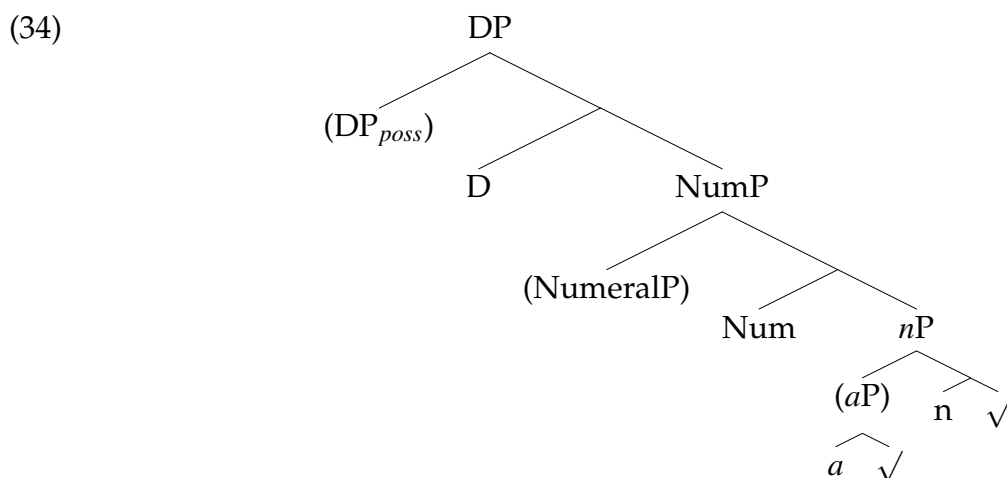 (34)
DP
(DP_poss)
D NumP
(NumeralP)
Num nP
(aP) n √
a √